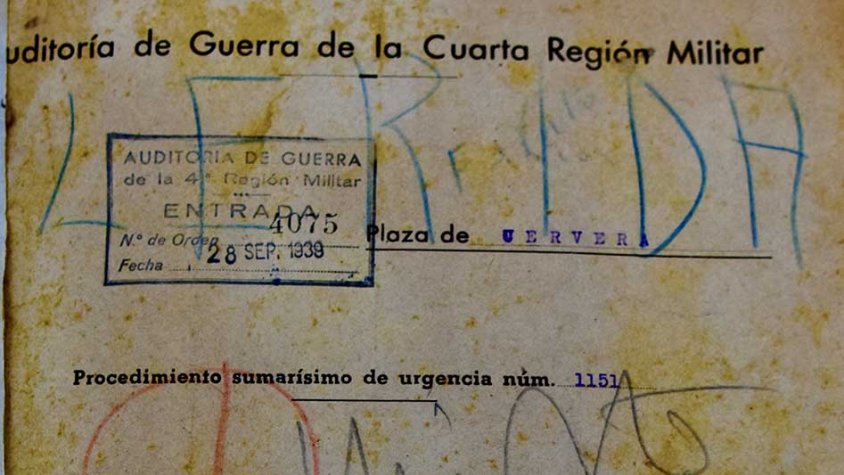 uditoría de Guerra de la Cuarta Región Militar
LERIDA
AUDITORIA DE GUERRA
de la 4ª Región Militar
ENTRADA
N.º de Orden 4075
Fecha 28 SEP. 1939
Plaza de CERVERA
Procedimiento sumarísimo de urgencia núm. 1151